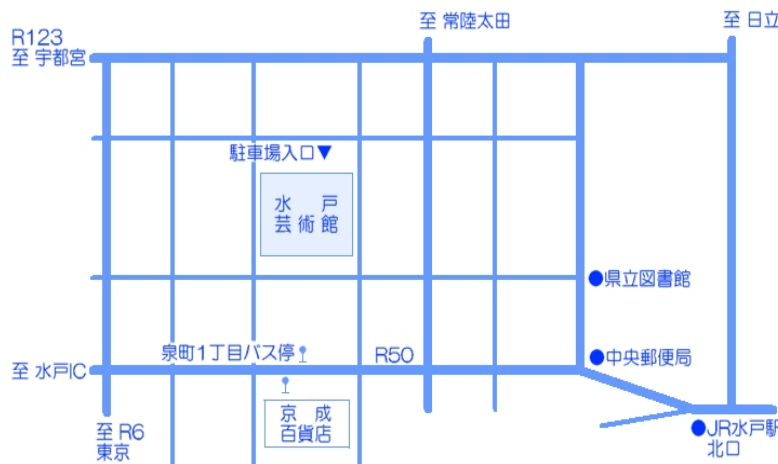 至 常陸太田
至 日立
R123
至 宇都宮
駐車場入口▼
水 戸
芸術館
●県立図書館
泉町1丁目バス停
R50
●中央郵便局
至 水戸IC
京 成
百貨店
至 R6
東京
●JR水戸駅
北口